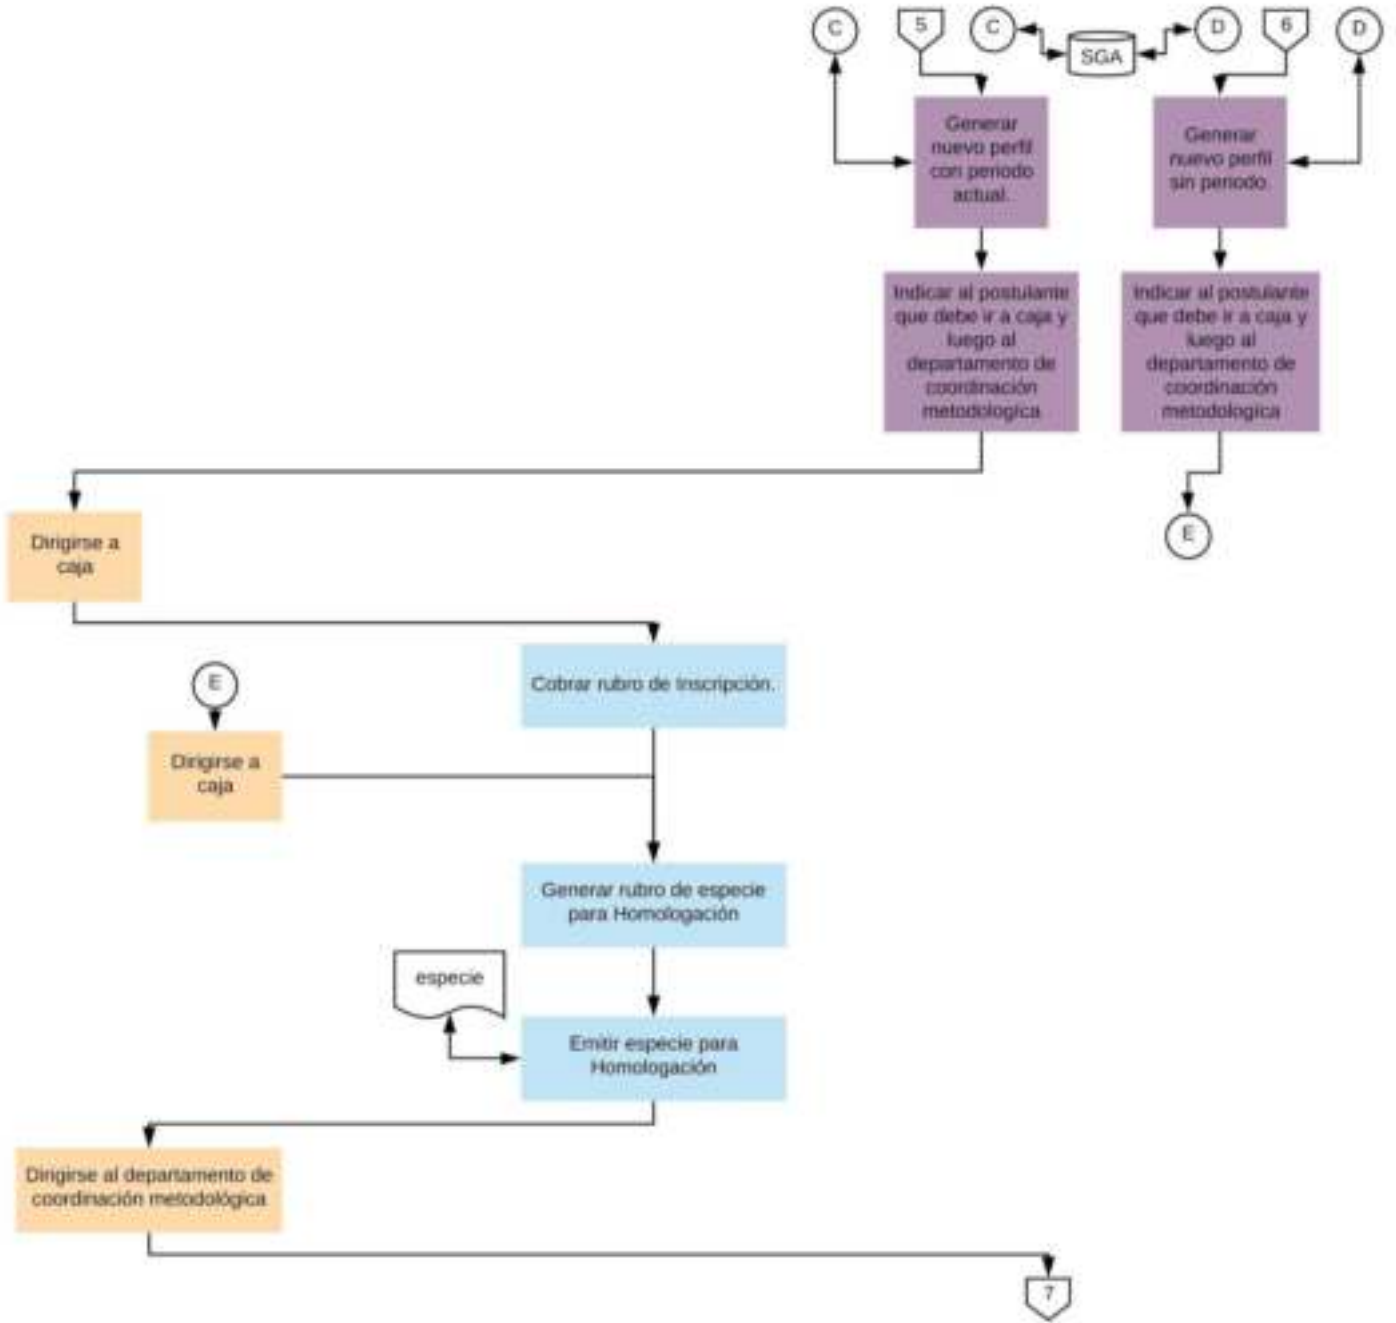 C
5
C
SGA
D
6
D
Generar
nuevo perfil
con periodo
actual.
Generar
nuevo perfil
sin periodo.
Indicar al postulante
que debe ir a caja y
luego al
departamento de
coordinación
metodologica
Indicar al postulante
que debe ir a caja y
luego al
departamento de
coordinación
metodologica
Dirigirse a
caja
E
Cobrar rubro de Inscripción.
E
Dirigirse a
caja
Generar rubro de especie
para Homologación
especie
Emitir especie para
Homologación
Dirigirse al departamento de
coordinación metodológica
7